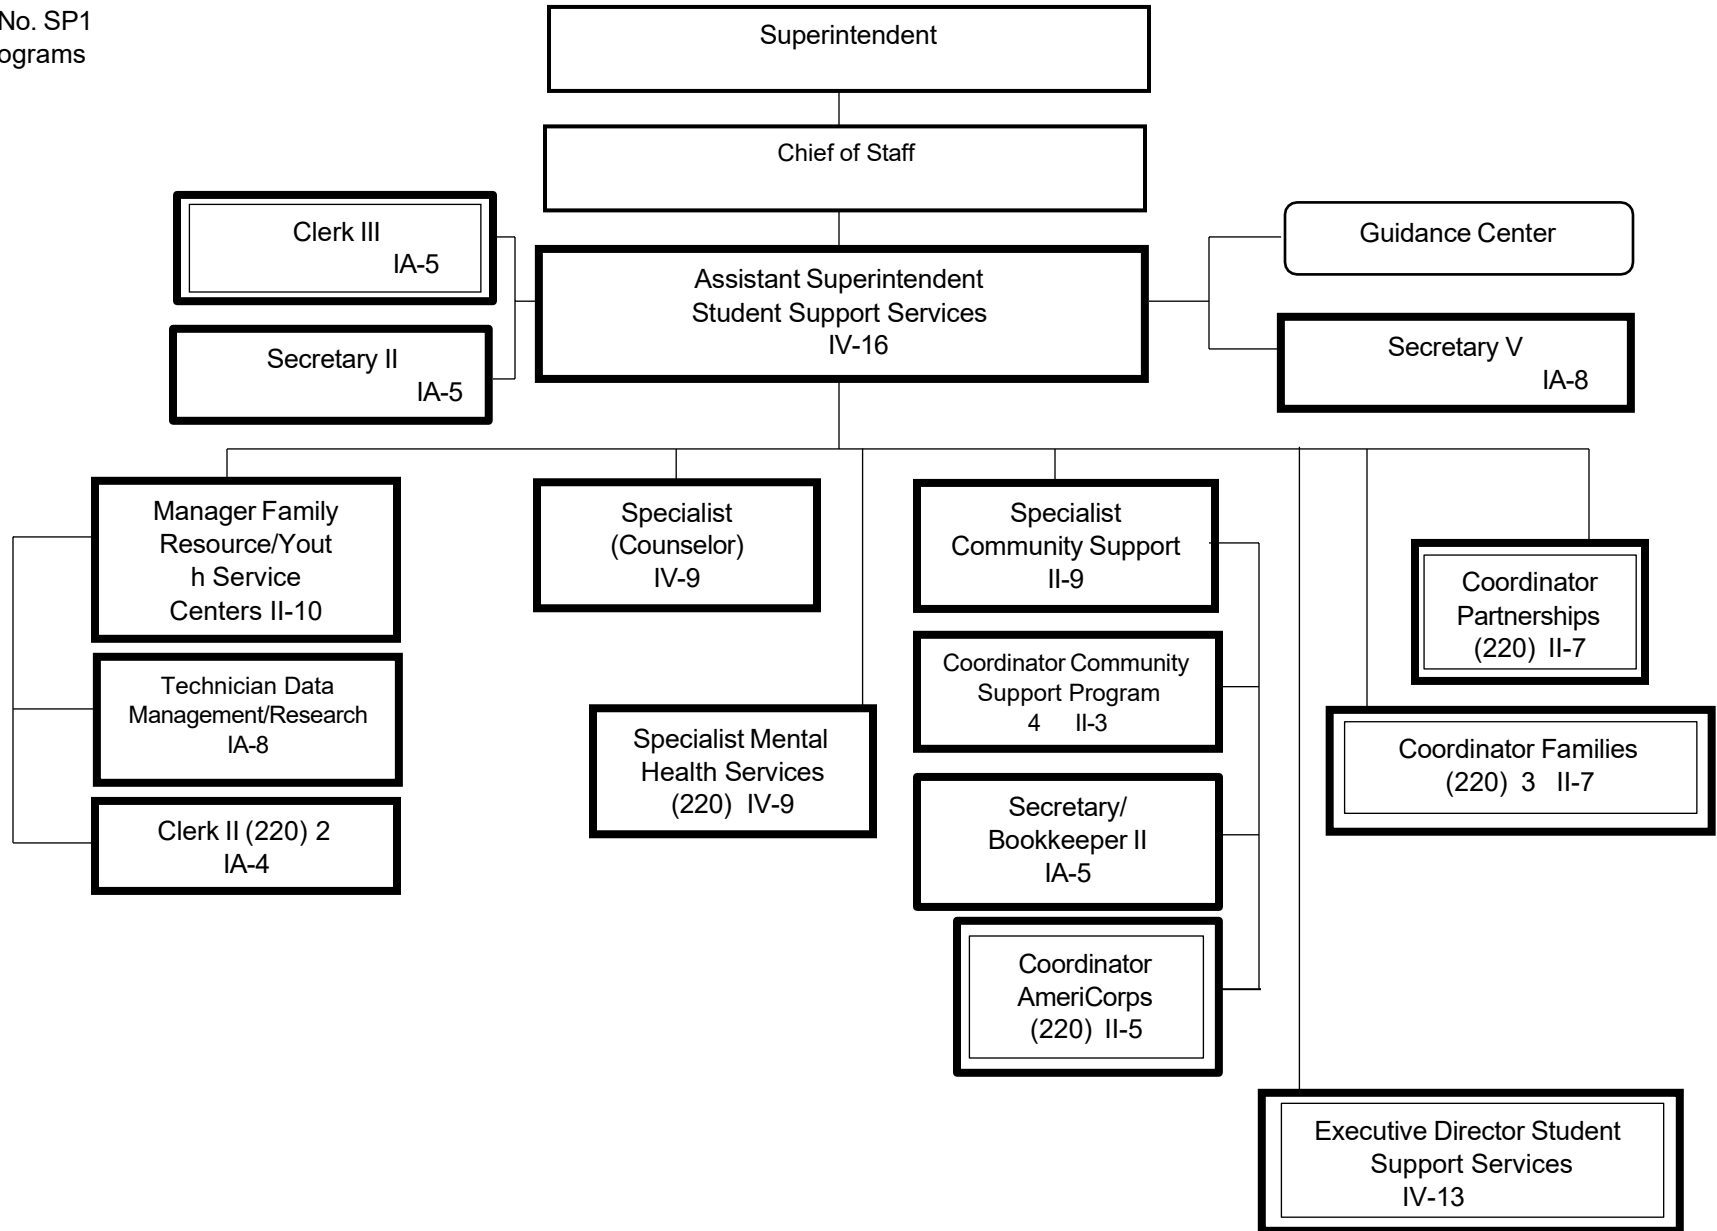 No. SP1
ograms
Superintendent
Chief of Staff
Clerk III
IA-5
Secretary II
IA-5
Assistant Superintendent
Student Support Services
IV-16
Guidance Center
Secretary V
IA-8
Manager Family
Resource/Yout
h Service
Centers II-10
Technician Data
Management/Research
IA-8
Clerk II (220) 2
IA-4
Specialist
(Counselor)
IV-9
Specialist Mental
Health Services
(220) IV-9
Specialist
Community Support
II-9
Coordinator Community
Support Program
4 II-3
Secretary/
Bookkeeper II
IA-5
Coordinator
AmeriCorps
(220) II-5
Coordinator
Partnerships
(220) II-7
Coordinator Families
(220) 3 II-7
Executive Director Student
Support Services
IV-13